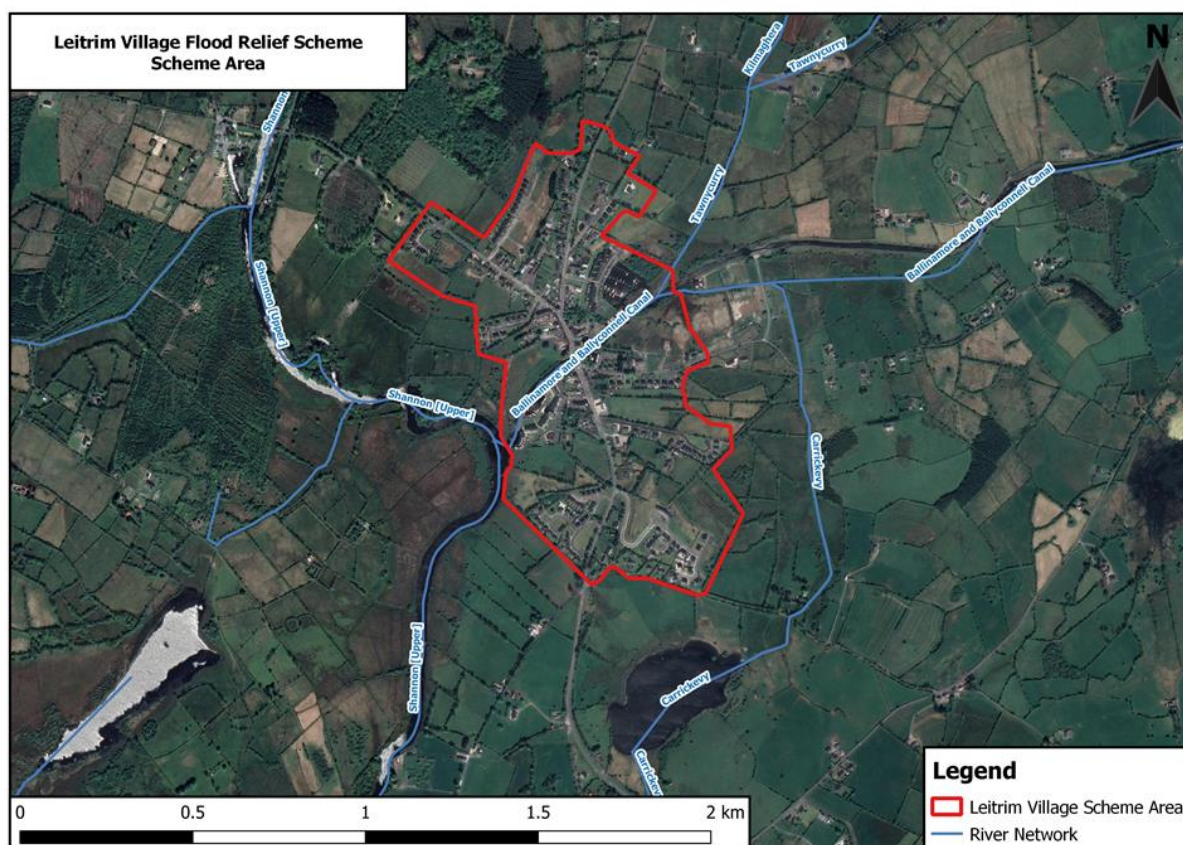 Leitrim Village Flood Relief Scheme
Scheme Area
N
Kilmaghera
Tawnycurry
Shannon
Tawnycurry
Ballinamore and Ballyconnell Canal
Shannon [Upper]
Ballinamore and Ballyconnell Canal
Shannon [Upper]
Carrickevy
Shannon [Upper]
Carrickevy
Carrickevy
Legend
Leitrim Village Scheme Area
River Network
0 0.5 1 1.5 2 km